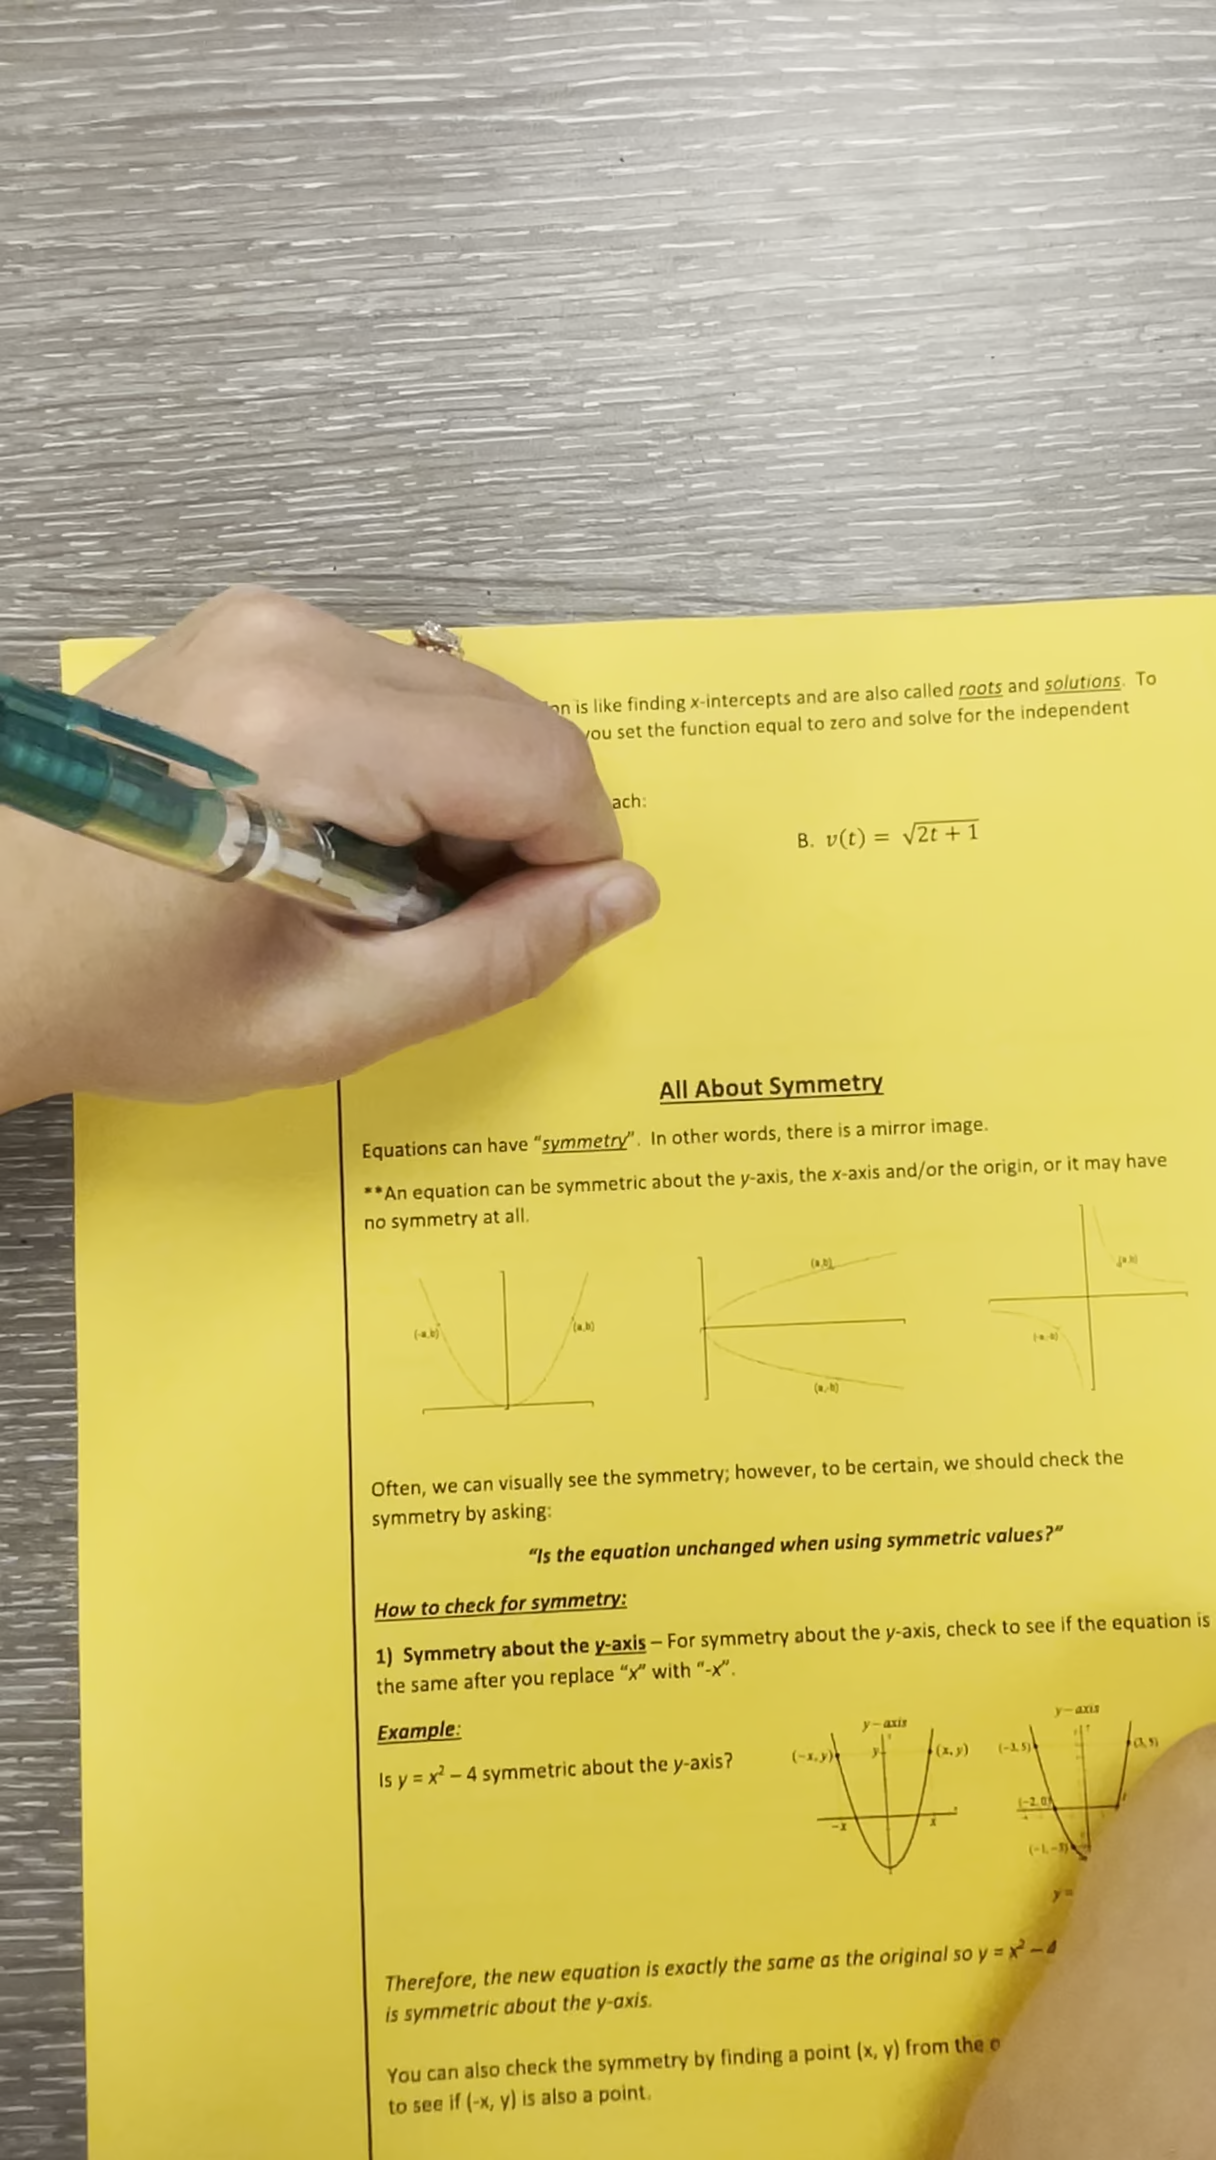 is like finding x-intercepts and are also called roots and solutions. To
you set the function equal to zero and solve for the independent
ach:
B. v(t) = √2t + 1
All About Symmetry
Equations can have "symmetry". In other words, there is a mirror image.
**An equation can be symmetric about the y-axis, the x-axis and/or the origin, or it may have
no symmetry at all.
(-a,b) (a,b) (a,b) (a,-b) (a,b) (-a,-b)
Often, we can visually see the symmetry; however, to be certain, we should check the
symmetry by asking:
"Is the equation unchanged when using symmetric values?"
How to check for symmetry:
1) Symmetry about the y-axis – For symmetry about the y-axis, check to see if the equation is
the same after you replace "x" with "-x".
Example:
Is y = x² – 4 symmetric about the y-axis?
y-axis
(-x, y) y (x, y)
-x x
y-axis
(-3, 5) (3, 5)
(-2, 0)
(-1, -3)
y =
Therefore, the new equation is exactly the same as the original so y = x² – 4
is symmetric about the y-axis.
You can also check the symmetry by finding a point (x, y) from the o
to see if (-x, y) is also a point.